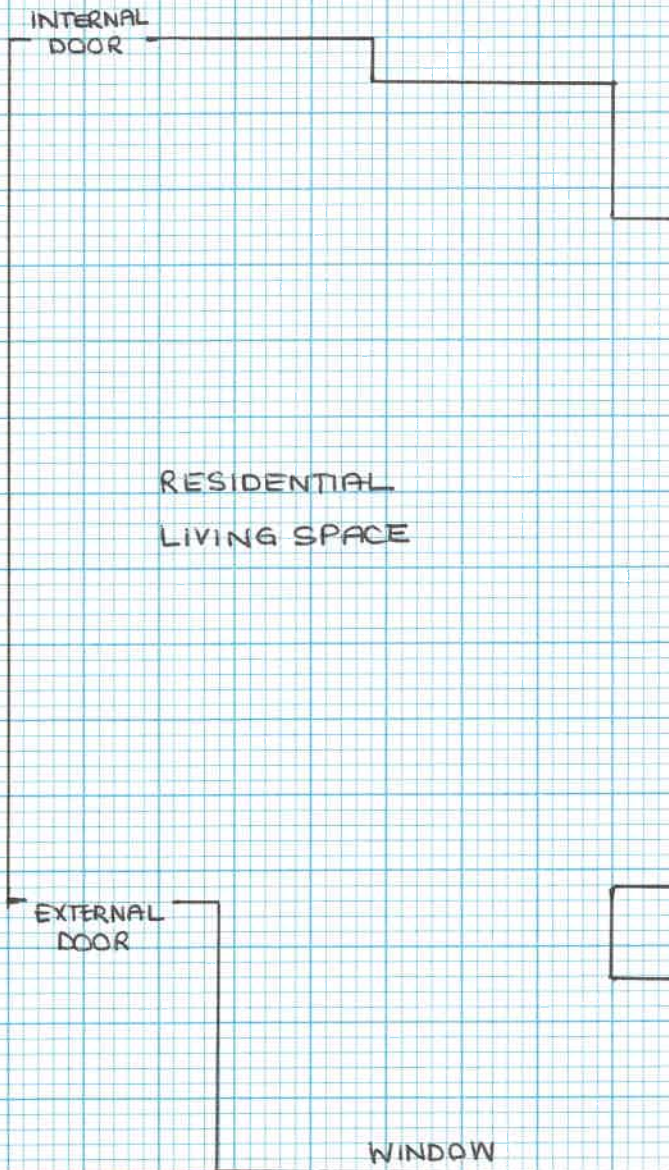 INTERNAL
DOOR
RESIDENTIAL
LIVING SPACE
EXTERNAL
DOOR
WINDOW